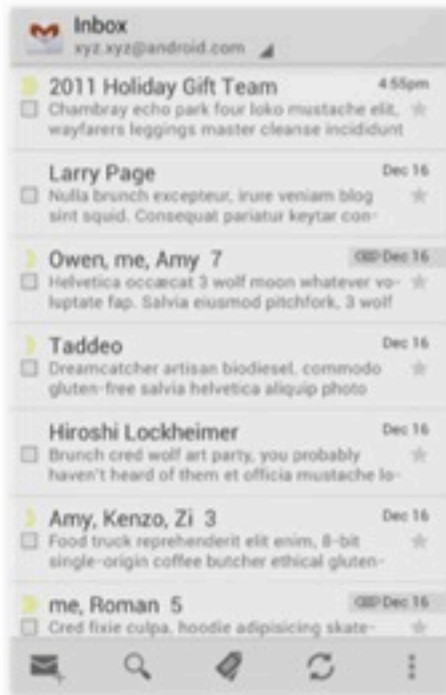 Inbox
xyz.xyz@android.com
2011 Holiday Gift Team 4:55pm
Chambray echo park four loko mustache elit,
wayfarers leggings master cleanse incididunt
Larry Page Dec 16
Nulla brunch excepteur, irure veniam blog
sint squid. Consequat pariatur keytar con-
Owen, me, Amy 7 Dec 16
Helvetica occæcat 3 wolf moon whatever vo-
luptate fap. Salvia eiusmod pitchfork, 3 wolf
Taddeo Dec 16
Dreamcatcher artisan biodiesel, commodo
gluten-free salvia helvetica aliquip photo
Hiroshi Lockheimer Dec 16
Brunch cred wolf art party, you probably
haven't heard of them et officia mustache lo-
Amy, Kenzo, Zi 3 Dec 16
Food truck reprehenderit elit enim, 8-bit
single-origin coffee butcher ethical gluten-
me, Roman 5 Dec 16
Cred fixie culpa, hoodie adipisicing skate-